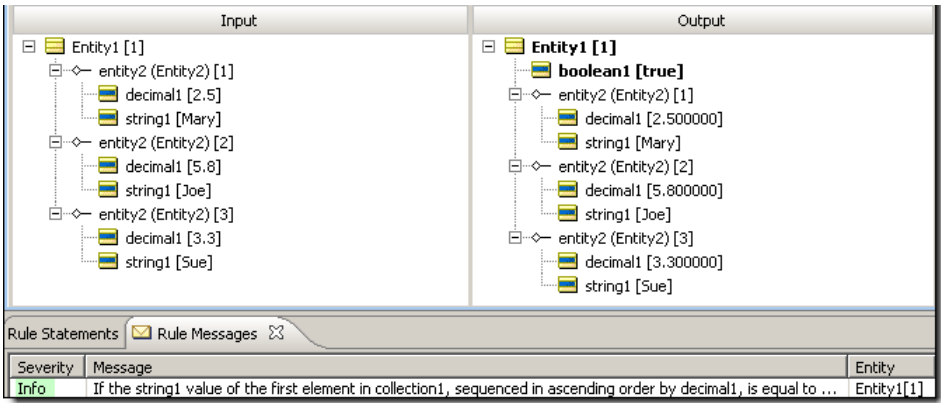 Input
Entity1 [1]
entity2 (Entity2) [1]
decimal1 [2.5]
string1 [Mary]
entity2 (Entity2) [2]
decimal1 [5.8]
string1 [Joe]
entity2 (Entity2) [3]
decimal1 [3.3]
string1 [Sue]
Output
Entity1 [1]
boolean1 [true]
entity2 (Entity2) [1]
decimal1 [2.500000]
string1 [Mary]
entity2 (Entity2) [2]
decimal1 [5.800000]
string1 [Joe]
entity2 (Entity2) [3]
decimal1 [3.300000]
string1 [Sue]
Rule Statements Rule Messages
Severity Message Entity
Info If the string1 value of the first element in collection1, sequenced in ascending order by decimal1, is equal to ... Entity1[1]